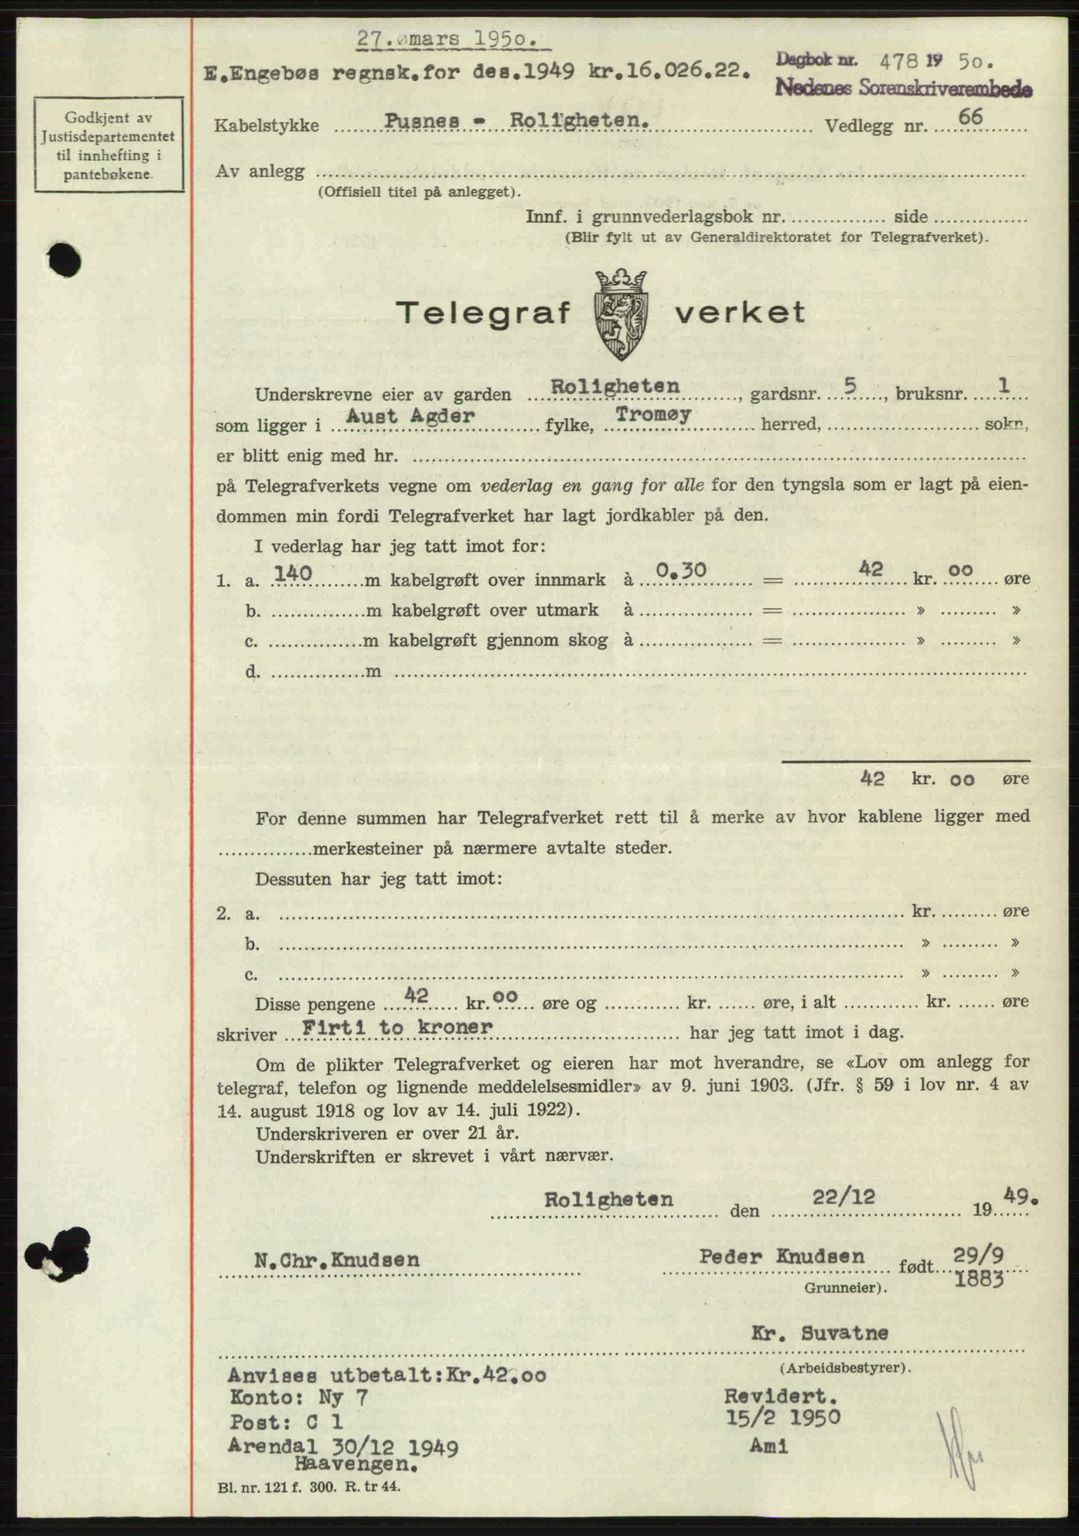 27. mars 1950.
E.Engebøs regnsk.for des.1949 kr.16.026.22.
Dagbok nr. 478 19 50.
Nedenes Sorenskriverembede
Godkjent av
Justisdepartementet
til innhefting i
pantebøkene.
Kabelstykke Pusnes - Roligheten. Vedlegg nr. 66
Av anlegg
(Offisiell titel på anlegget).
Innf. i grunnvederlagsbok nr. side
(Blir fylt ut av Generaldirektoratet for Telegrafverket).
Telegraf verket
Underskrevne eier av garden Roligheten, gardsnr. 5, bruksnr. 1
som ligger i Aust Agder fylke, Tromøy herred, sokn,
er blitt enig med hr.
på Telegrafverkets vegne om vederlag en gang for alle for den tyngsla som er lagt på eien-
dommen min fordi Telegrafverket har lagt jordkabler på den.
I vederlag har jeg tatt imot for:
1. a. 140 m kabelgrøft over innmark à 0.30 = 42 kr. 00 øre
b. m kabelgrøft over utmark à = » »
c. m kabelgrøft gjennom skog à = » »
d. m
42 kr. 00 øre
For denne summen har Telegrafverket rett til å merke av hvor kablene ligger med
merkesteiner på nærmere avtalte steder.
Dessuten har jeg tatt imot:
2. a. kr. øre
b. » »
c. » »
Disse pengene 42 kr. 00 øre og kr. øre, i alt kr. øre
skriver Firti to kroner har jeg tatt imot i dag.
Om de plikter Telegrafverket og eieren har mot hverandre, se «Lov om anlegg for
telegraf, telefon og lignende meddelelsesmidler» av 9. juni 1903. (Jfr. § 59 i lov nr. 4 av
14. august 1918 og lov av 14. juli 1922).
Underskriveren er over 21 år.
Underskriften er skrevet i vårt nærvær.
Roligheten den 22/12 1949.
N.Chr.Knudsen Peder Knudsen født 29/9
1883
Grunneier).
Kr. Suvatne
(Arbeidsbestyrer).
Anvises utbetalt:Kr.42.00
Konto: Ny 7 Revidert.
Post: C 1 15/2 1950
Arendal 30/12 1949 Ami
Haavengen.
Bl. nr. 121 f. 300. R. tr 44.